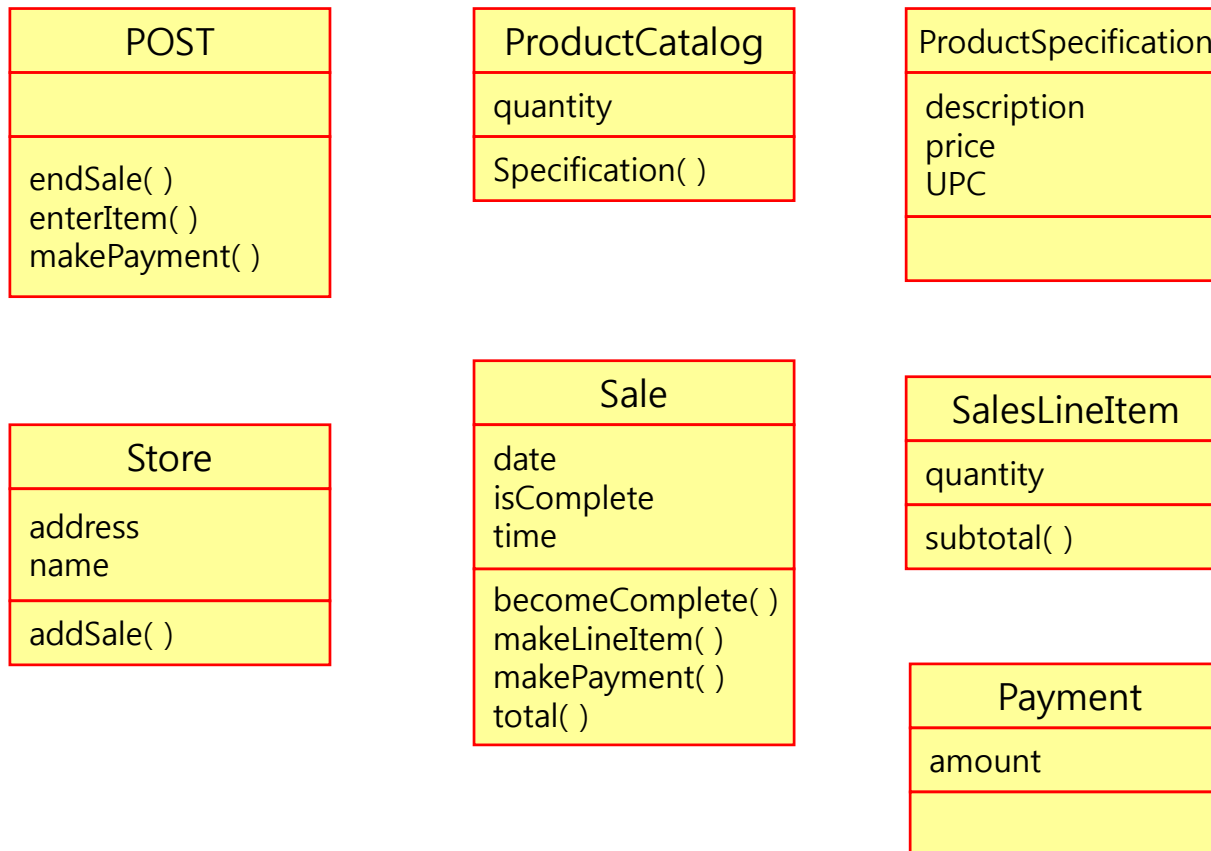 POST
endSale( )
enterItem( )
makePayment( )
ProductCatalog
quantity
Specification( )
ProductSpecification
description
price
UPC
Store
address
name
addSale( )
Sale
date
isComplete
time
becomeComplete( )
makeLineItem( )
makePayment( )
total( )
SalesLineItem
quantity
subtotal( )
Payment
amount